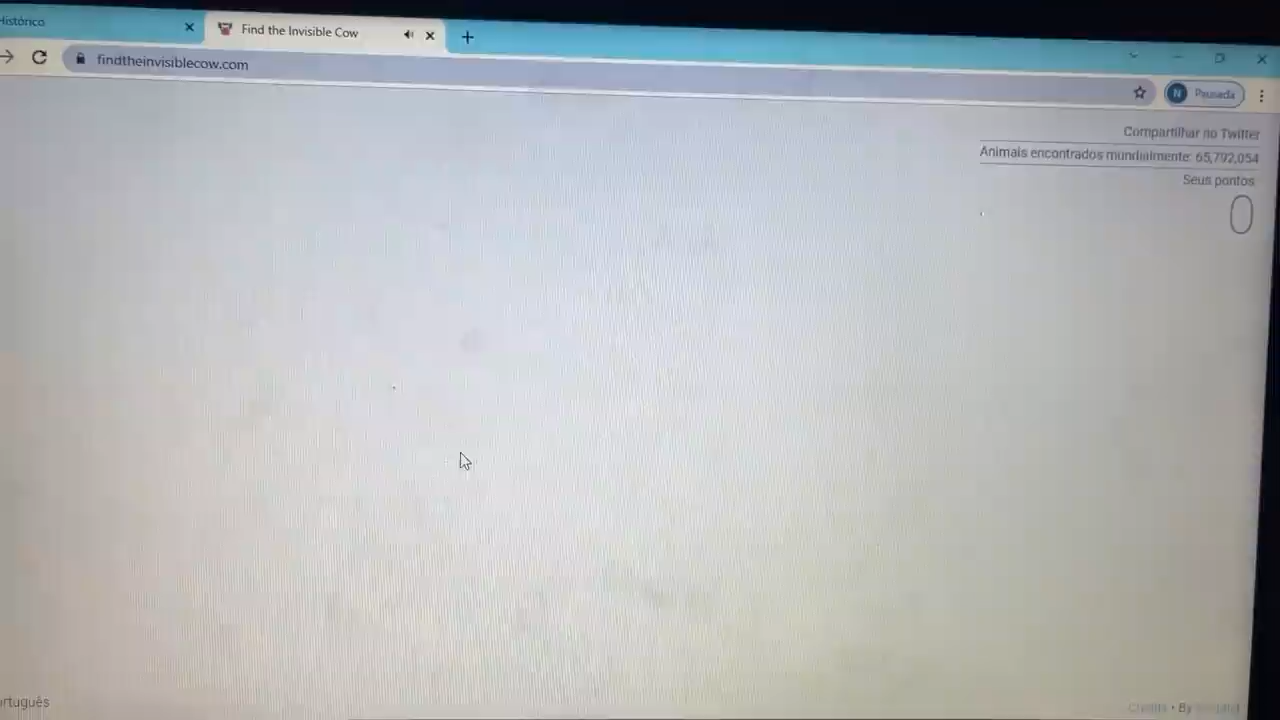 Histórico
Find the Invisible Cow
findtheinvisiblecow.com
N Pausada
Compartilhar no Twitter
Animais encontrados mundialmente: 65,792,054
Seus pontos
0
rtuguês
Credits • By